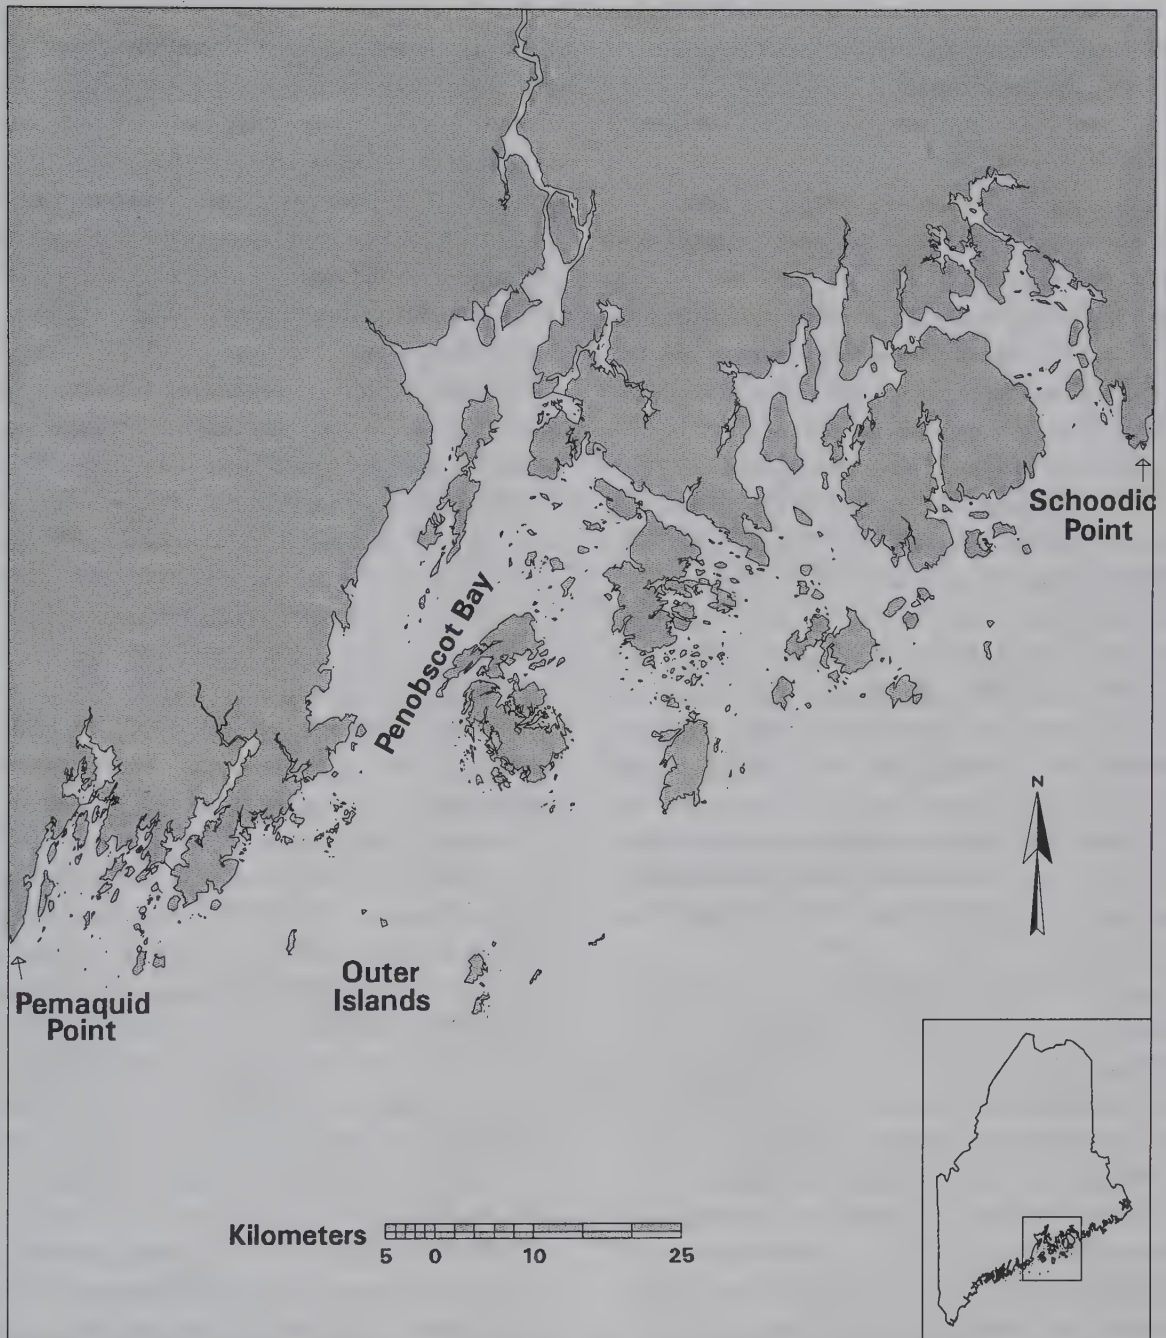 Schoodic
Point
Penobscot Bay
N
Outer
Islands
Pemaquid
Point
Kilometers
5 0 10 25